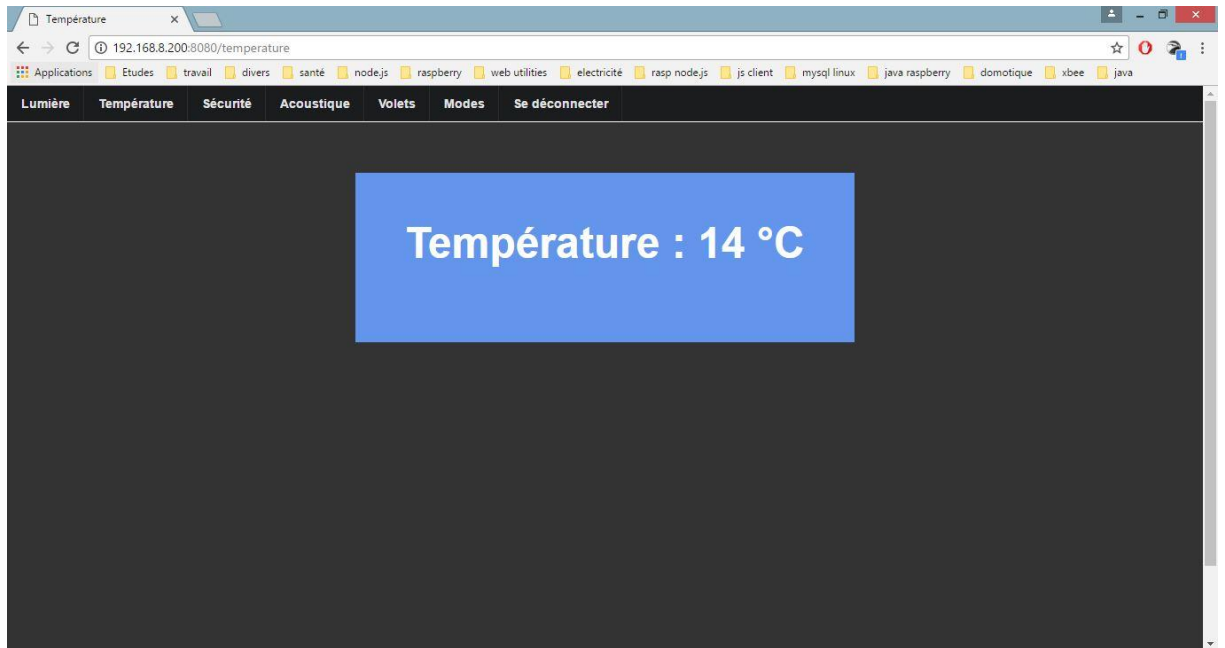 Température
192.168.8.200:8080/temperature
Applications Etudes travail divers santé node.js raspberry web utilities electricité rasp node.js js client mysql linux java raspberry domotique xbee java
Lumière Température Sécurité Acoustique Volets Modes Se déconnecter
Température : 14 °C